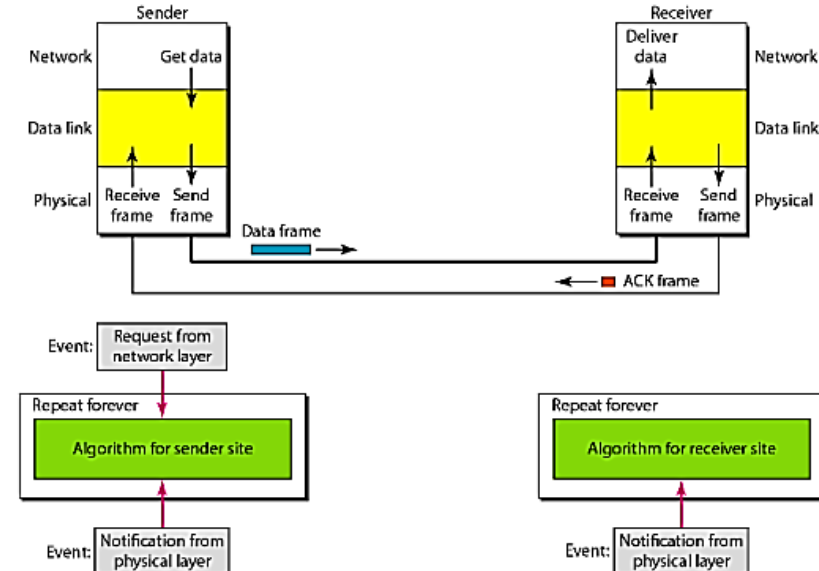 Sender
Receiver
Network
Get data
Deliver
data
Network
Data link
Data link
Physical
Receive
frame
Send
frame
Receive
frame
Send
frame
Physical
Data frame
ACK frame
Event:
Request from
network layer
Repeat forever
Algorithm for sender site
Repeat forever
Algorithm for receiver site
Event:
Notification from
physical layer
Event:
Notification from
physical layer